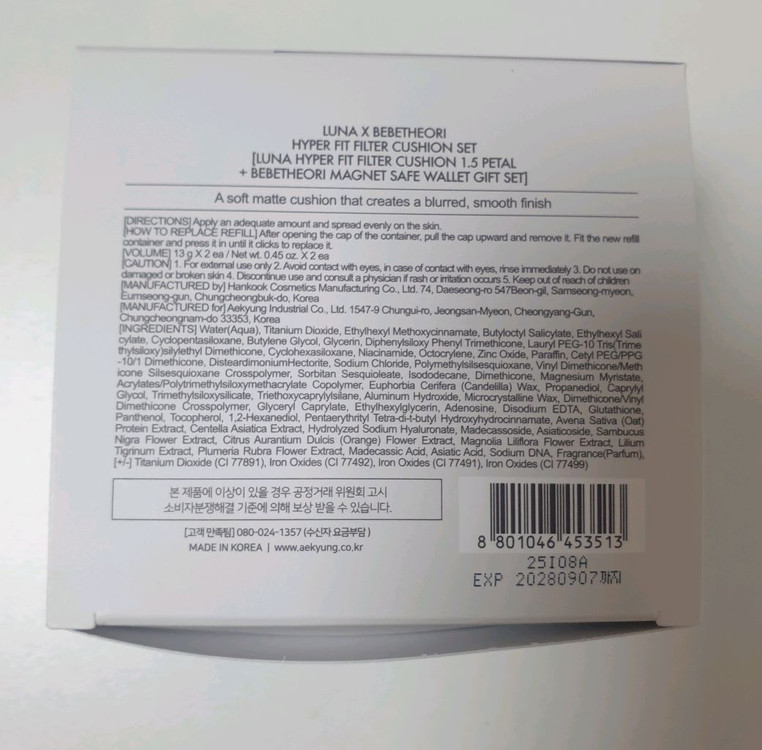 LUNA X BEBETHEORI
HYPER FIT FILTER CUSHION SET
[LUNA HYPER FIT FILTER CUSHION 1.5 PETAL
+ BEBETHEORI MAGNET SAFE WALLET GIFT SET]
A soft matte cushion that creates a blurred, smooth finish
[DIRECTIONS] Apply an adequate amount and spread evenly on the skin.
[HOW TO REPLACE REFILL] After opening the cap of the container, pull the cap upward and remove it. Fit the new refill
container and press it in until it clicks to replace it.
[VOLUME] 13 g X 2 ea / Net wt. 0.45 oz. X 2 ea
[CAUTION] 1. For external use only 2. Avoid contact with eyes, in case of contact with eyes, rinse immediately 3. Do not use on
damaged or broken skin 4. Discontinue use and consult a physician if rash or irritation occurs 5. Keep out of reach of children
[MANUFACTURED by] Hankook Cosmetics Manufacturing Co., Ltd. 74, Daeseong-ro 547Beon-gil, Samseong-myeon,
Eumseong-gun, Chungcheongbuk-do, Korea
[MANUFACTURED for] Aekyung Industrial Co., Ltd. 1547-9 Chungui-ro, Jeongsan-Myeon, Cheongyang-Gun,
Chungcheongnam-do 33353, Korea
[INGREDIENTS] Water(Aqua), Titanium Dioxide, Ethylhexyl Methoxycinnamate, Butyloctyl Salicylate, Ethylhexyl Sali
cylate, Cyclopentasiloxane, Butylene Glycol, Glycerin, Diphenylsiloxy Phenyl Trimethicone, Lauryl PEG-10 Tris(Trime
thylsiloxy)silylethyl Dimethicone, Cyclohexasiloxane, Niacinamide, Octocrylene, Zinc Oxide, Paraffin, Cetyl PEG/PPG
-10/1 Dimethicone, DisteardimoniumHectorite, Sodium Chloride, Polymethylsilsesquioxane, Vinyl Dimethicone/Meth
icone Silsesquioxane Crosspolymer, Sorbitan Sesquioleate, Isododecane, Dimethicone, Magnesium Myristate,
Acrylates/Polytrimethylsiloxymethacrylate Copolymer, Euphorbia Cerifera (Candelilla) Wax, Propanediol, Caprylyl
Glycol, Trimethylsiloxysilicate, Triethoxycaprylylsilane, Aluminum Hydroxide, Microcrystalline Wax, Dimethicone/Vinyl
Dimethicone Crosspolymer, Glyceryl Caprylate, Ethylhexylglycerin, Adenosine, Disodium EDTA, Glutathione,
Panthenol, Tocopherol, 1,2-Hexanediol, Pentaerythrityl Tetra-di-t-butyl Hydroxyhydrocinnamate, Avena Sativa (Oat)
Protein Extract, Centella Asiatica Extract, Hydrolyzed Sodium Hyaluronate, Madecassoside, Asiaticoside, Sambucus
Nigra Flower Extract, Citrus Aurantium Dulcis (Orange) Flower Extract, Magnolia Liliflora Flower Extract, Lilium
Tigrinum Extract, Plumeria Rubra Flower Extract, Madecassic Acid, Asiatic Acid, Sodium DNA, Fragrance(Parfum),
[+/-] Titanium Dioxide (CI 77891), Iron Oxides (CI 77492), Iron Oxides (CI 77491), Iron Oxides (CI 77499)
본 제품에 이상이 있을 경우 공정거래 위원회 고시
소비자분쟁해결 기준에 의해 보상 받을 수 있습니다.
[고객 만족팀] 080-024-1357 (수신자 요금부담)
MADE IN KOREA | www.aekyung.co.kr
8 801046 453513
25I08A
EXP 20280907까지